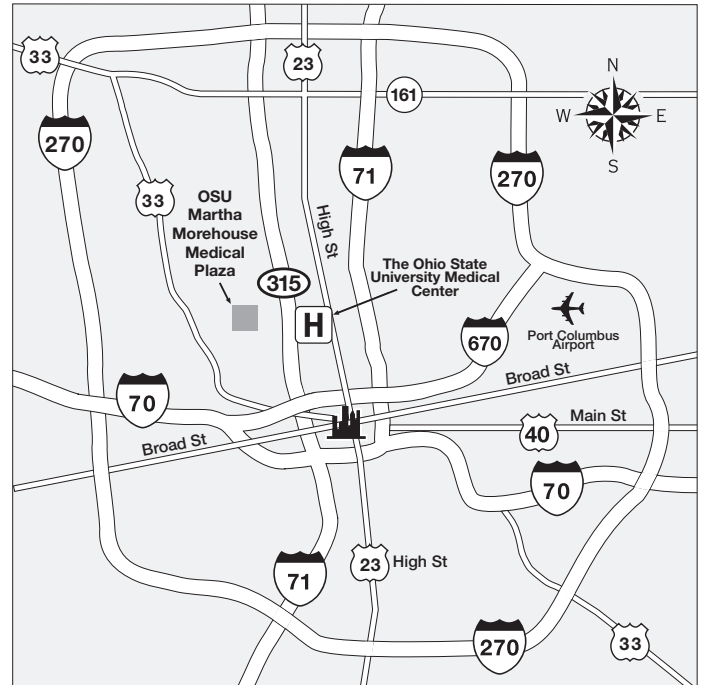 33
23
N
161
W
E
270
71
270
S
33
OSU
Martha
Morehouse
Medical
Plaza
High St
315
The Ohio State
University Medical
Center
H
670
Port Columbus
Airport
Broad St
70
Main St
40
Broad St
70
23
High St
71
270
33